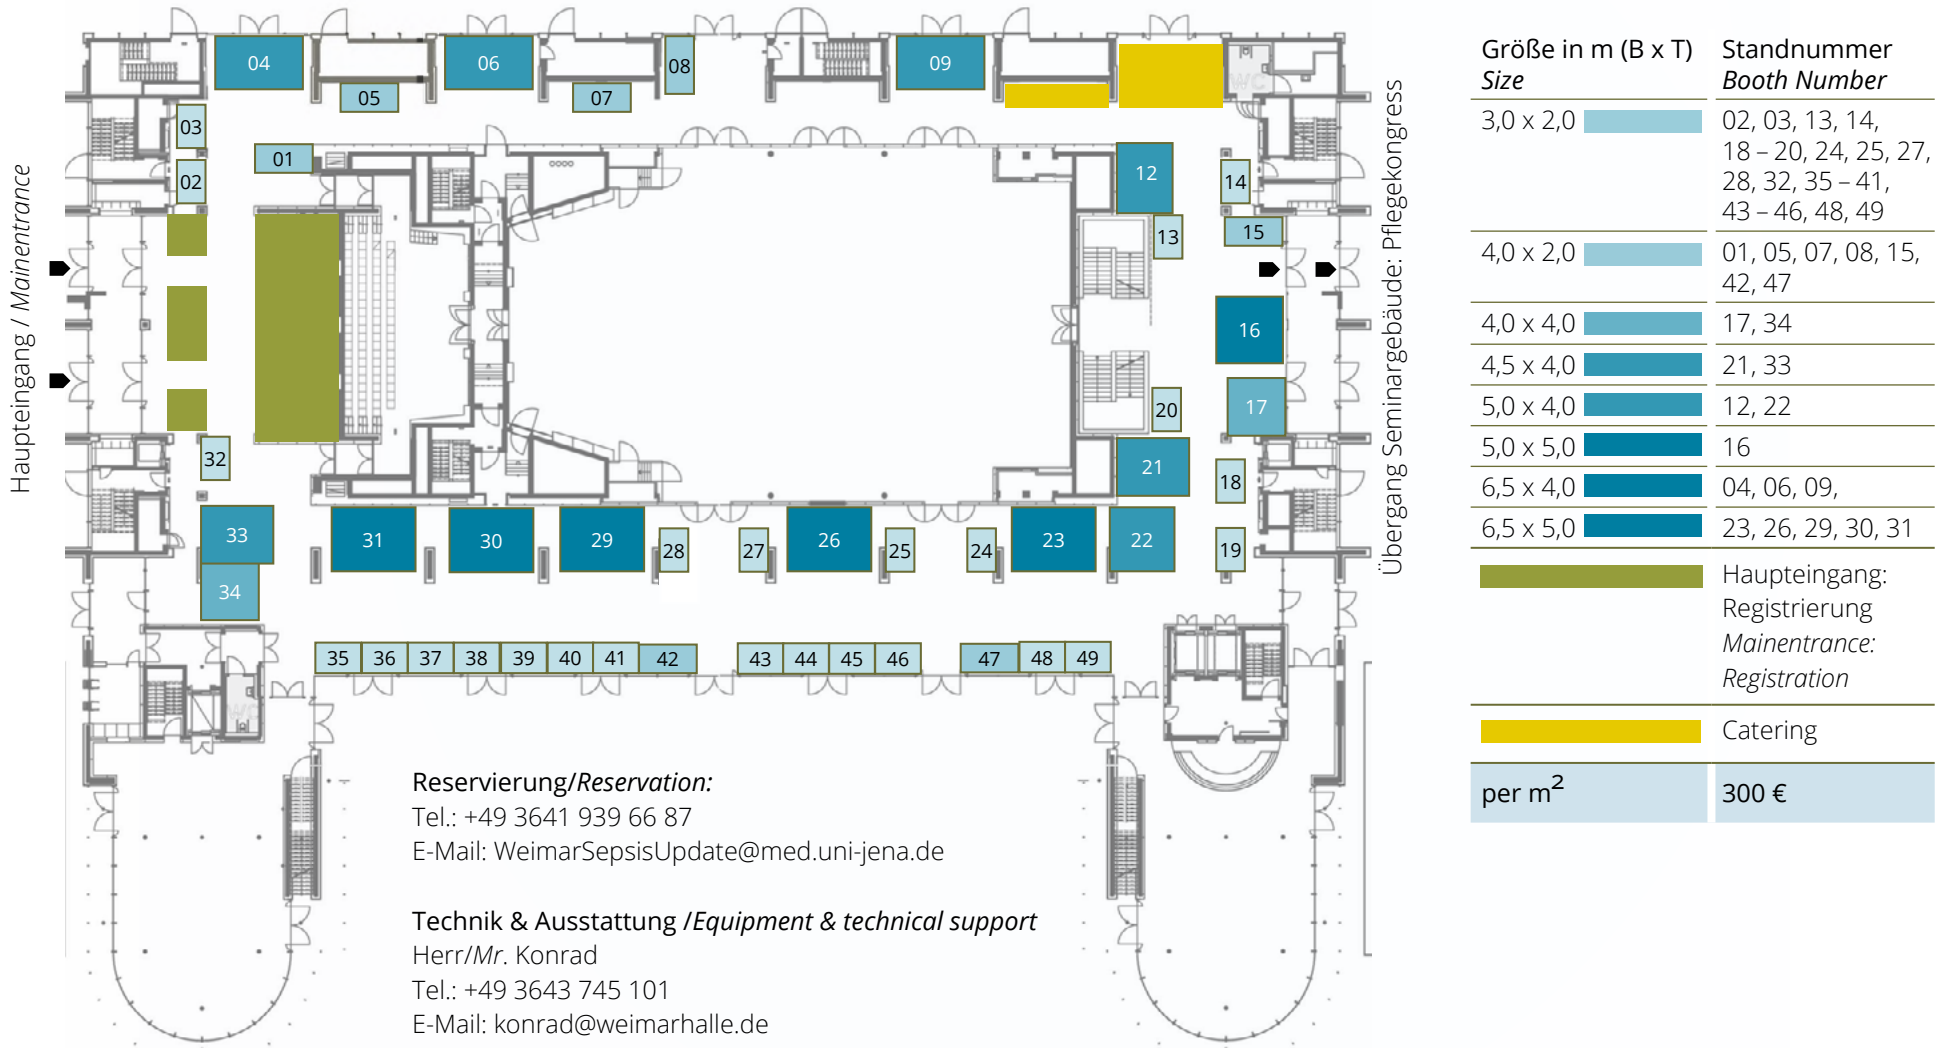 04
06
08
09
05
07
03
01
02
WC
12
14
13
15
16
17
20
32
21
18
33
31
30
29
28
27
26
25
24
23
22
19
34
35 36 37 38 39 40 41 42 43 44 45 46 47 48 49
WC
Haupteingang / Mainentrance
Übergang Seminargebäude: Pflegekongress
Reservierung/Reservation:
Tel.: +49 3641 939 66 87
E-Mail: WeimarSepsisUpdate@med.uni-jena.de
Technik & Ausstattung /Equipment & technical support
Herr/Mr. Konrad
Tel.: +49 3643 745 101
E-Mail: konrad@weimarhalle.de
Größe in m (B x T) Standnummer
Size Booth Number
3,0 x 2,0 02, 03, 13, 14,
18 – 20, 24, 25, 27,
28, 32, 35 – 41,
43 – 46, 48, 49
4,0 x 2,0 01, 05, 07, 08, 15,
42, 47
4,0 x 4,0 17, 34
4,5 x 4,0 21, 33
5,0 x 4,0 12, 22
5,0 x 5,0 16
6,5 x 4,0 04, 06, 09,
6,5 x 5,0 23, 26, 29, 30, 31
Haupteingang:
Registrierung
Mainentrance:
Registration
Catering
per m² 300 €